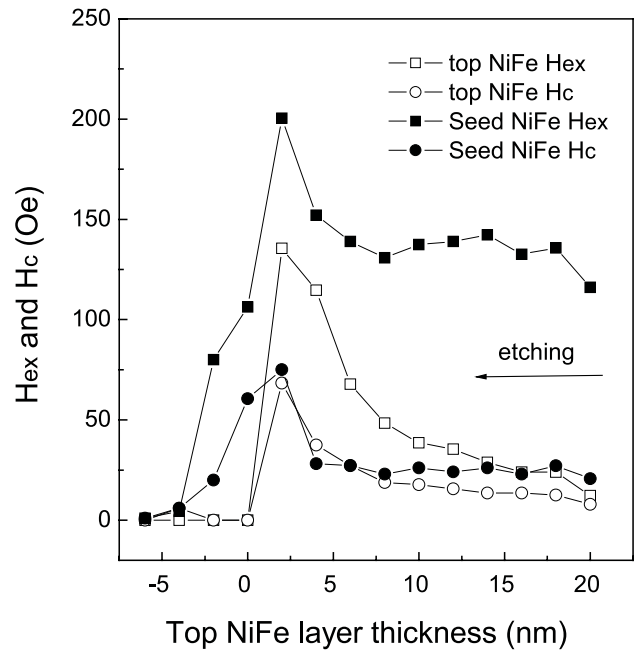 250
200
150
100
50
0
Hex and Hc (Oe)
top NiFe Hex
top NiFe Hc
Seed NiFe Hex
Seed NiFe Hc
etching
-5 0 5 10 15 20
Top NiFe layer thickness (nm)